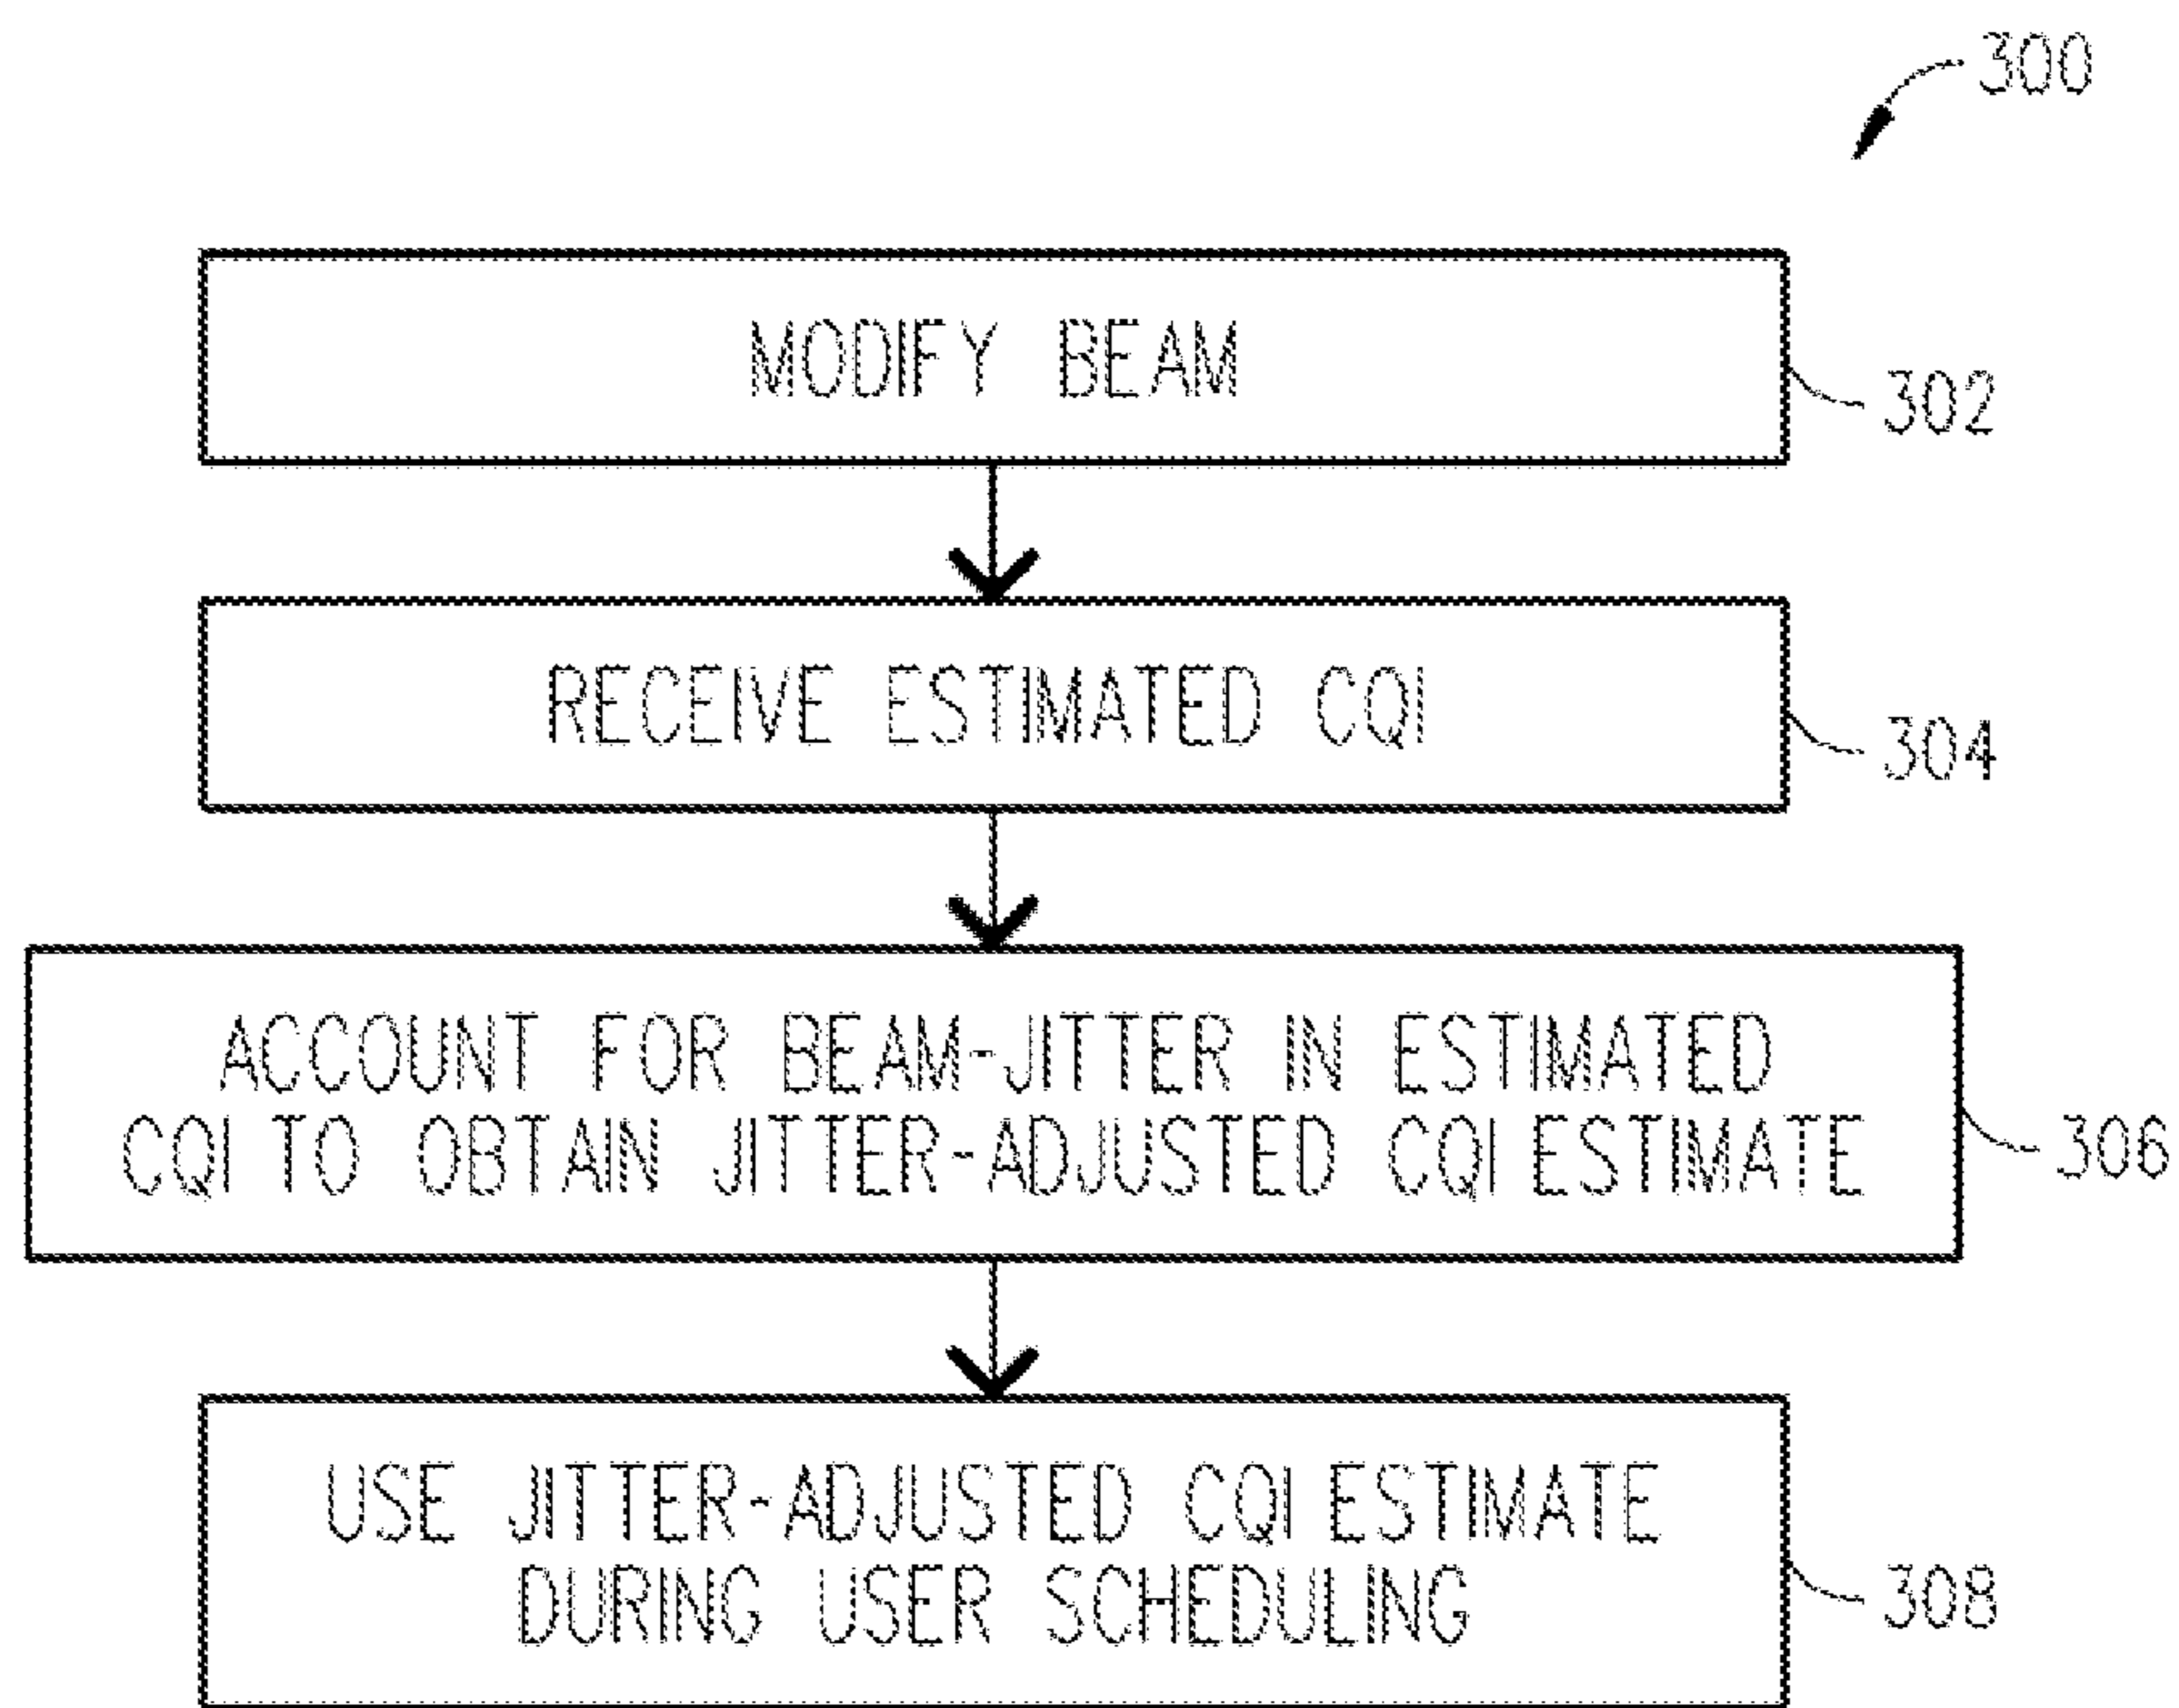 300
MODIFY BEAM
302
RECEIVE ESTIMATED CQI
304
ACCOUNT FOR BEAM-JITTER IN ESTIMATED
CQI TO OBTAIN JITTER-ADJUSTED CQI ESTIMATE
306
USE JITTER-ADJUSTED CQI ESTIMATE
DURING USER SCHEDULING
308